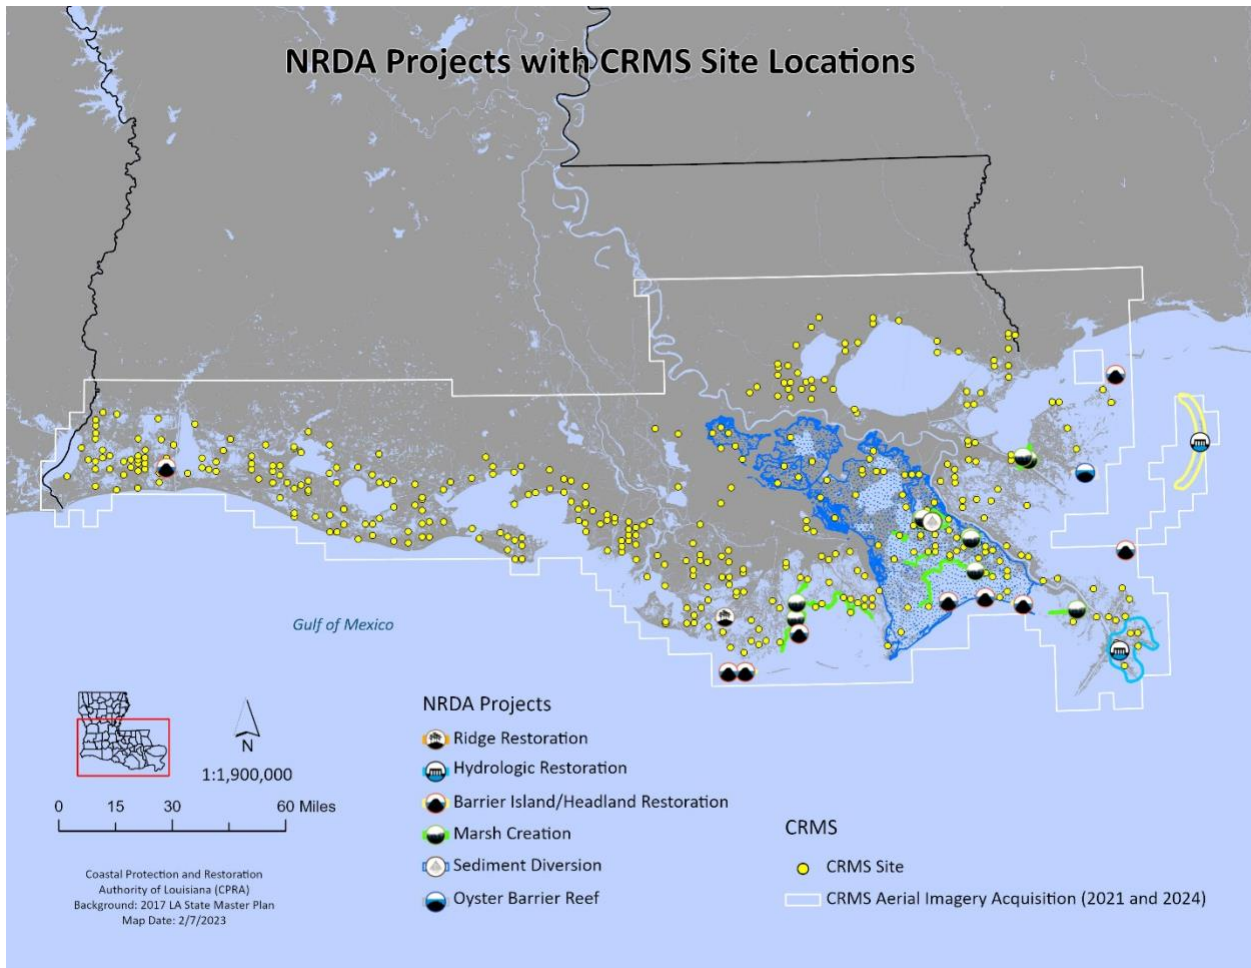 NRDA Projects with CRMS Site Locations
Gulf of Mexico
N
1:1,900,000
0 15 30 60 Miles
Coastal Protection and Restoration
Authority of Louisiana (CPRA)
Background: 2017 LA State Master Plan
Map Date: 2/7/2023
NRDA Projects
Ridge Restoration
Hydrologic Restoration
Barrier Island/Headland Restoration
Marsh Creation
Sediment Diversion
Oyster Barrier Reef
CRMS
CRMS Site
CRMS Aerial Imagery Acquisition (2021 and 2024)